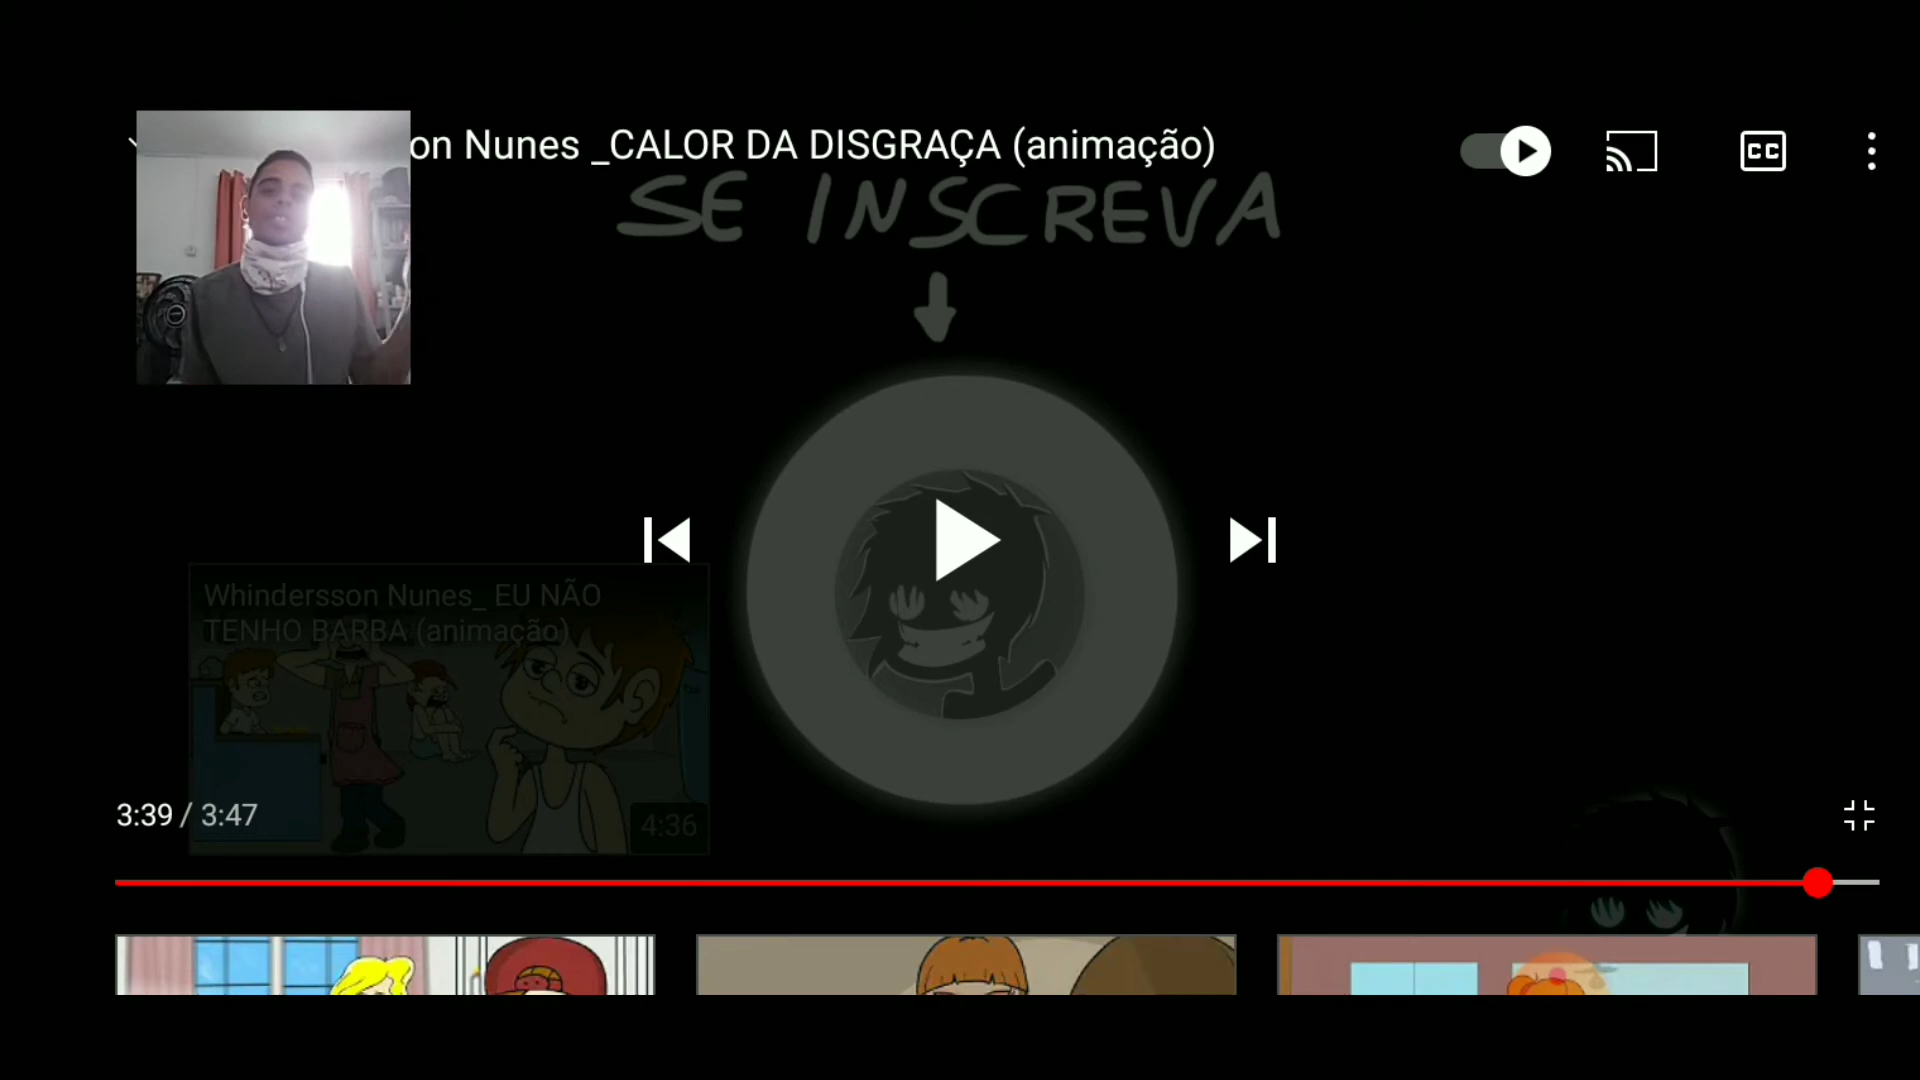 on Nunes _CALOR DA DISGRAÇA (animação)
CC
SE INSCREVA
Whindersson Nunes_ EU NÃO
TENHO BARBA (animação)
4:36
3:39 / 3:47